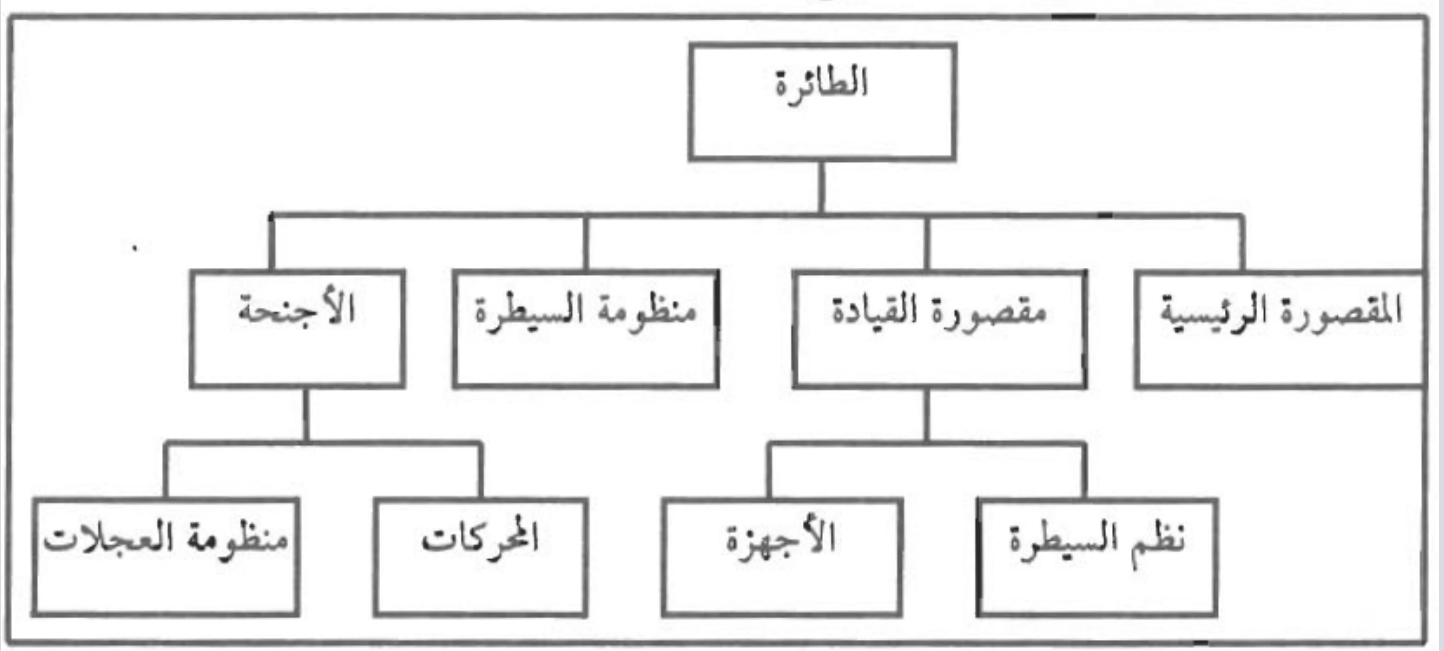 الطائرة
المقصورة الرئيسية
مقصورة القيادة
منظومة السيطرة
الأجنحة
نظم السيطرة
الأجهزة
المحركات
منظومة العجلات